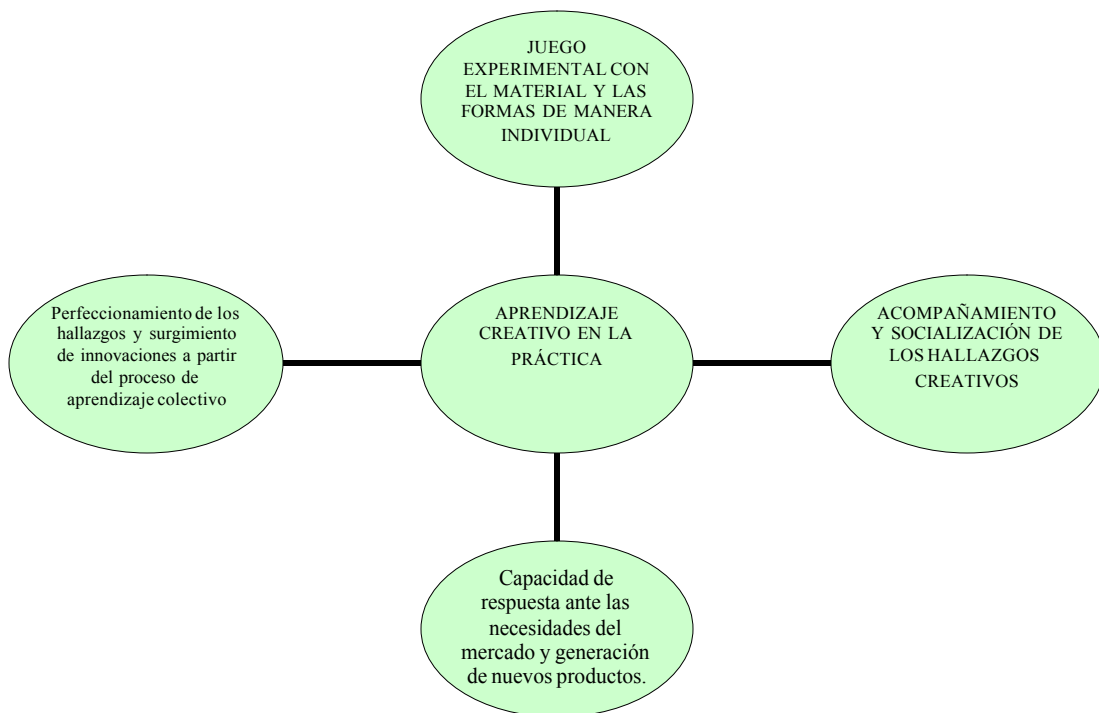 JUEGO
EXPERIMENTAL CON
EL MATERIAL Y LAS
FORMAS DE MANERA
INDIVIDUAL
Perfeccionamiento de los
hallazgos y surgimiento
de innovaciones a partir
del proceso de
aprendizaje colectivo
APRENDIZAJE
CREATIVO EN LA
PRÁCTICA
ACOMPAÑAMIENTO
Y SOCIALIZACIÓN DE
LOS HALLAZGOS
CREATIVOS
Capacidad de
respuesta ante las
necesidades del
mercado y generación
de nuevos productos.